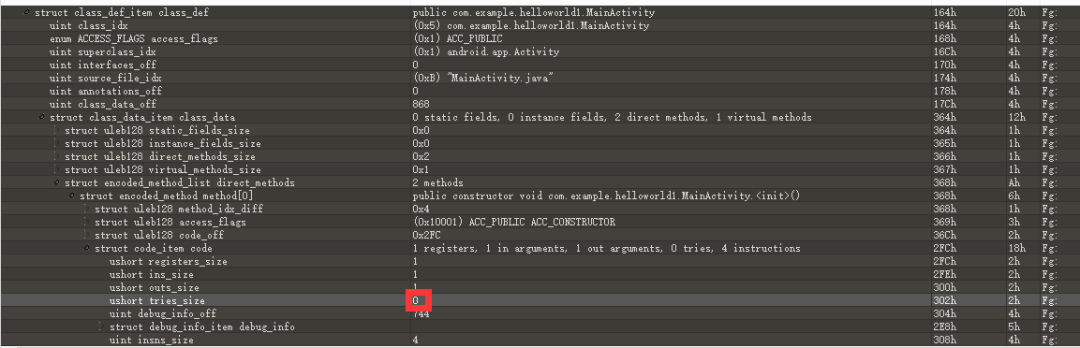 struct class_def_item class_def public com.example.helloworld1.MainActivity 164h 20h Fg:
uint class_idx (0x5) com.example.helloworld1.MainActivity 164h 4h Fg:
enum ACCESS_FLAGS access_flags (0x1) ACC_PUBLIC 168h 4h Fg:
uint superclass_idx (0x1) android.app.Activity 16Ch 4h Fg:
uint interfaces_off 0 170h 4h Fg:
uint source_file_idx (0xB) "MainActivity.java" 174h 4h Fg:
uint annotations_off 0 178h 4h Fg:
uint class_data_off 868 17Ch 4h Fg:
struct class_data_item class_data 0 static fields, 0 instance fields, 2 direct methods, 1 virtual methods 364h 12h Fg:
struct uleb128 static_fields_size 0x0 364h 1h Fg:
struct uleb128 instance_fields_size 0x0 365h 1h Fg:
struct uleb128 direct_methods_size 0x2 366h 1h Fg:
struct uleb128 virtual_methods_size 0x1 367h 1h Fg:
struct encoded_method_list direct_methods 2 methods 368h Ah Fg:
struct encoded_method method[0] public constructor void com.example.helloworld1.MainActivity.<init>() 368h 6h Fg:
struct uleb128 method_idx_diff 0x4 368h 1h Fg:
struct uleb128 access_flags (0x10001) ACC_PUBLIC ACC_CONSTRUCTOR 369h 3h Fg:
struct uleb128 code_off 0x2FC 36Ch 2h Fg:
struct code_item code 1 registers, 1 in arguments, 1 out arguments, 0 tries, 4 instructions 2FCh 18h Fg:
ushort registers_size 1 2FCh 2h Fg:
ushort ins_size 1 2FEh 2h Fg:
ushort outs_size 1 300h 2h Fg:
ushort tries_size 0 302h 2h Fg:
uint debug_info_off 744 304h 4h Fg:
struct debug_info_item debug_info 2E8h 5h Fg:
uint insns_size 4 308h 4h Fg: